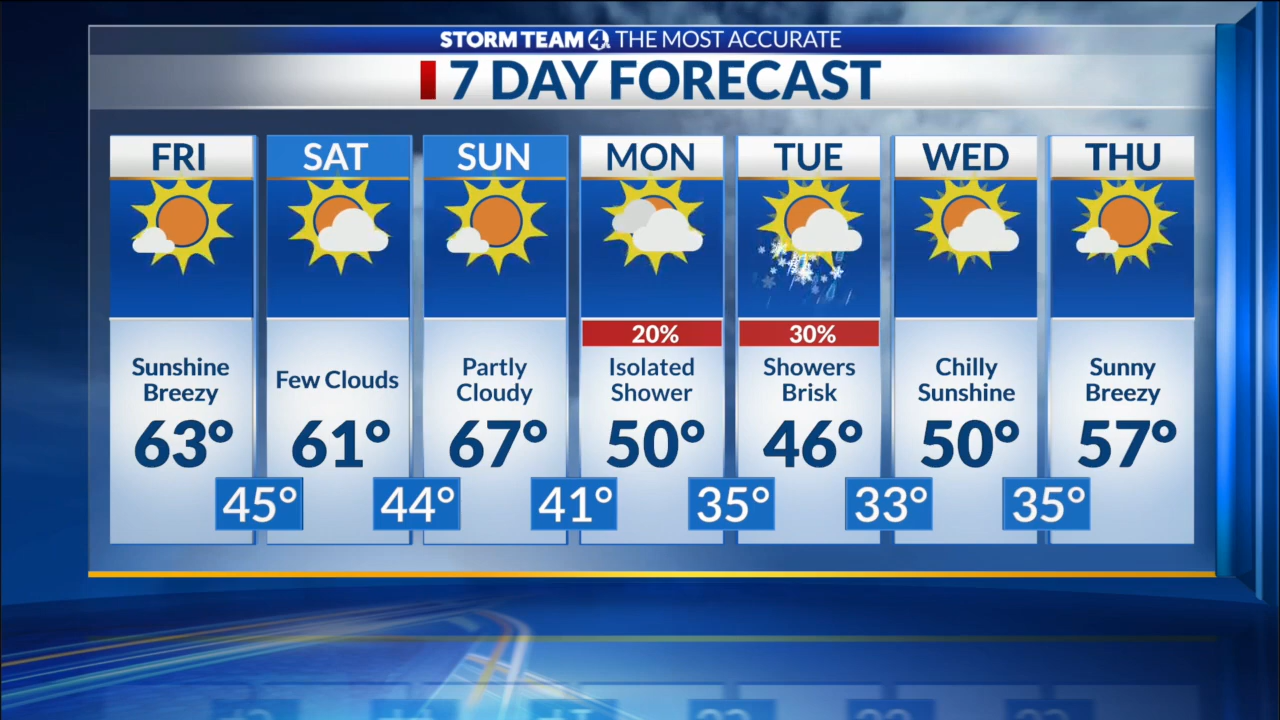 STORM TEAM 4 THE MOST ACCURATE
7 DAY FORECAST
FRI
SAT
SUN
MON
TUE
WED
THU
20%
30%
Sunshine
Breezy
Few Clouds
Partly
Cloudy
Isolated
Shower
Showers
Brisk
Chilly
Sunshine
Sunny
Breezy
63°
61°
67°
50°
46°
50°
57°
45°
44°
41°
35°
33°
35°